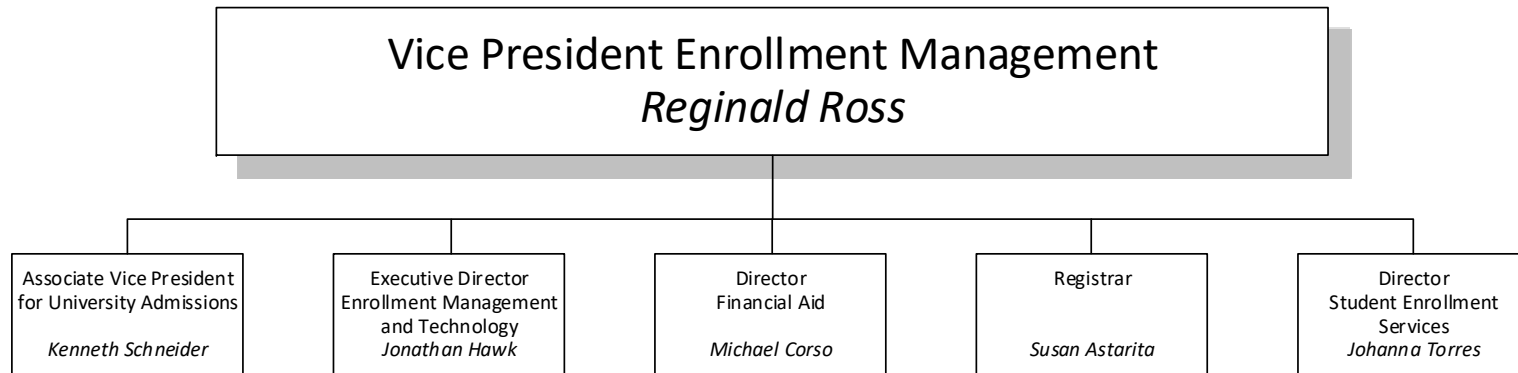 Vice President Enrollment Management
Reginald Ross
Associate Vice President
for University Admissions
Kenneth Schneider
Executive Director
Enrollment Management
and Technology
Jonathan Hawk
Director
Financial Aid
Michael Corso
Registrar
Susan Astarita
Director
Student Enrollment
Services
Johanna Torres